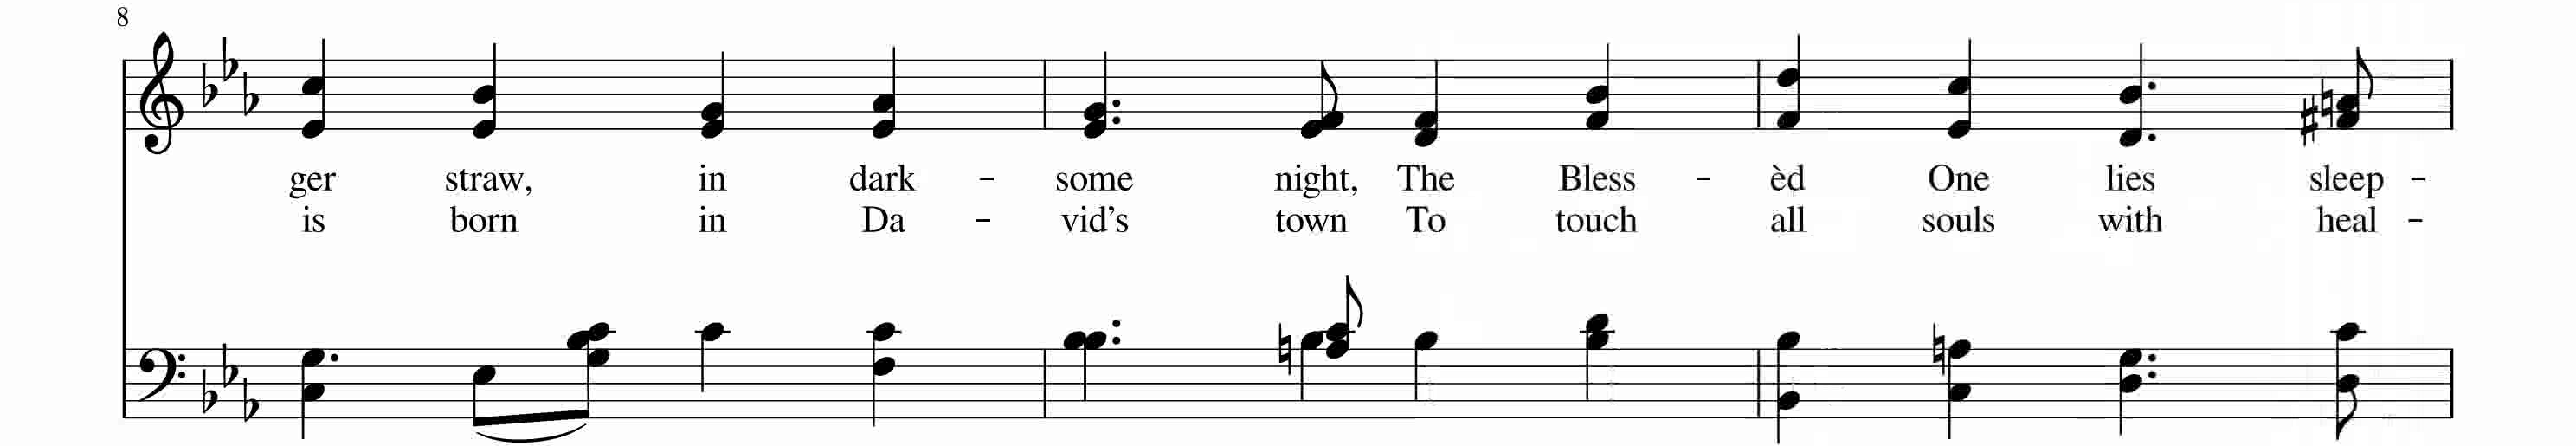 8
ger straw, in dark - some night, The Bless - èd One lies sleep -
is born in Da - vid's town To touch all souls with heal -